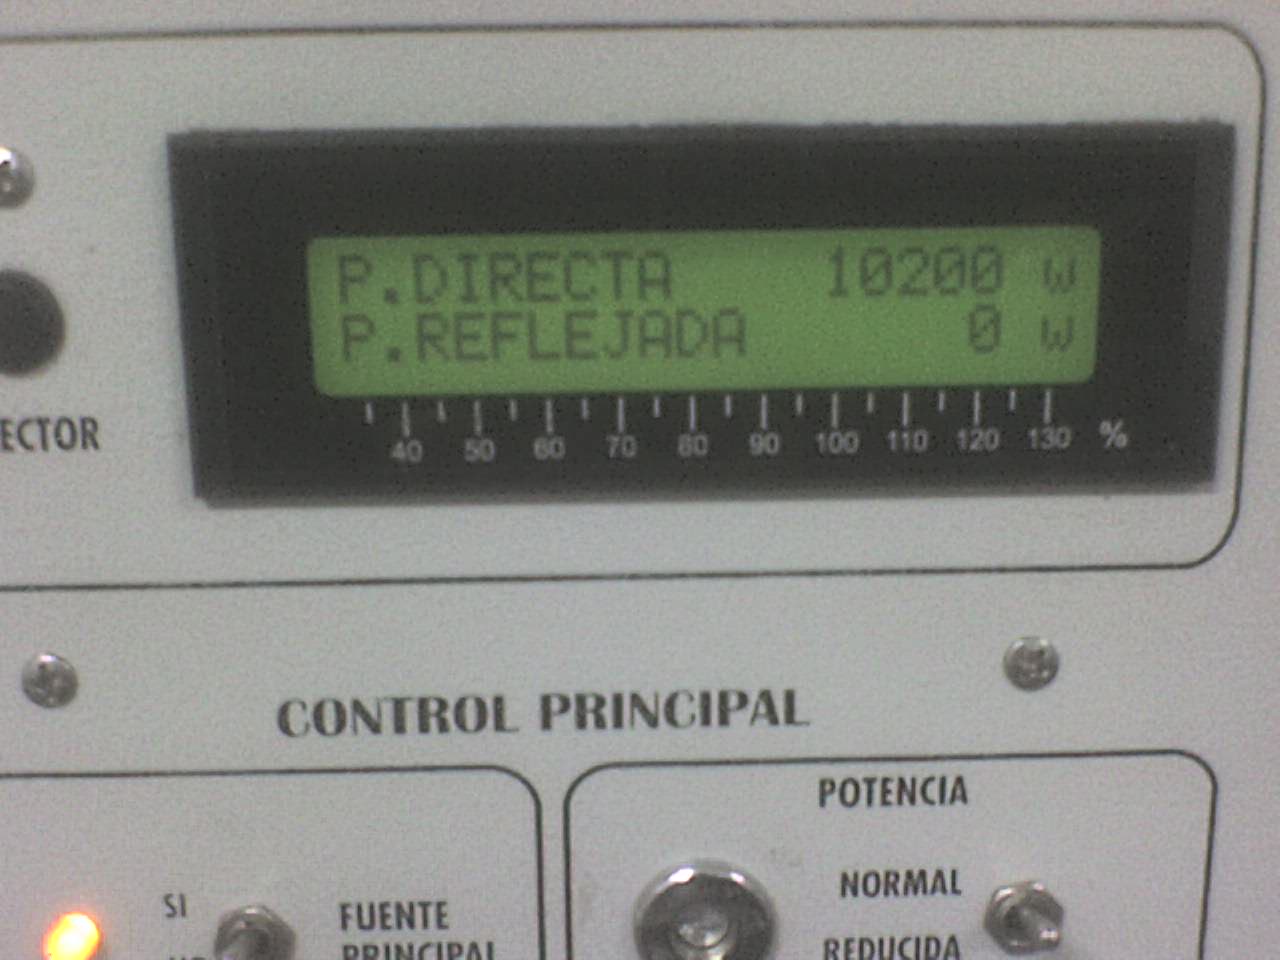 P.DIRECTA 10200 W
P.REFLEJADA 0 W
40 50 60 70 80 90 100 110 120 130 %
ECTOR
CONTROL PRINCIPAL
POTENCIA
NORMAL
SI
FUENTE
PRINCIPAL
REDUCIDA